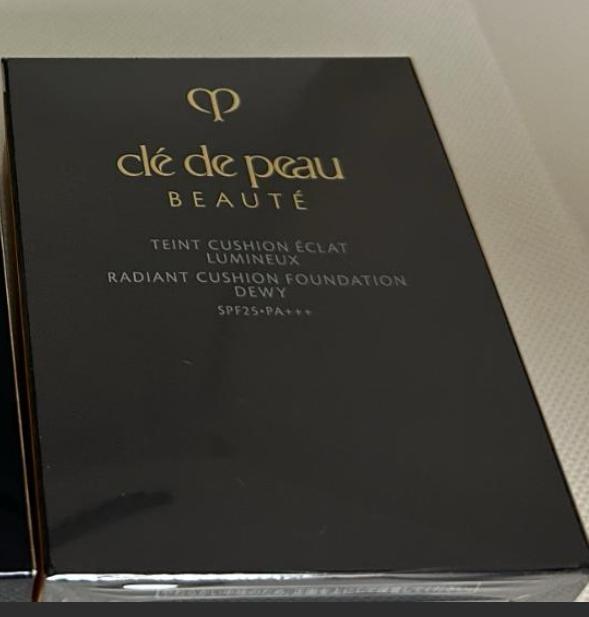 clé de peau
BEAUTÉ
TEINT CUSHION ÉCLAT
LUMINEUX
RADIANT CUSHION FOUNDATION
DEWY
SPF25•PA+++